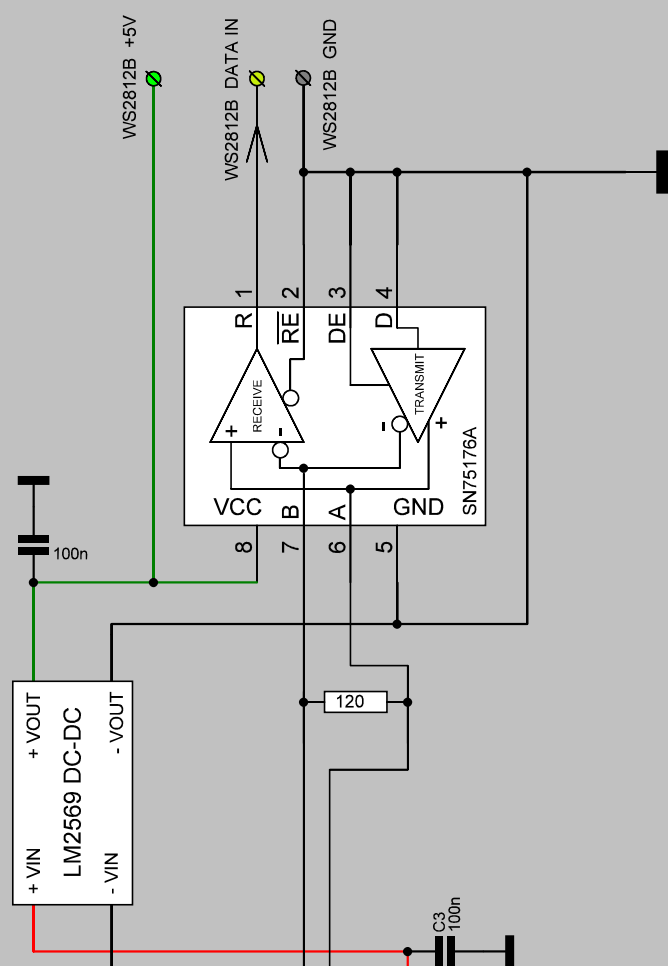 WS2812B +5V
WS2812B DATA IN
WS2812B GND
1
2
3
4
R
RE
DE
D
RECEIVE
TRANSMIT
+
-
-
+
SN75176A
VCC
B
A
GND
8
7
6
5
100n
120
+ VOUT
- VOUT
LM2569 DC-DC
+ VIN
- VIN
C3
100n